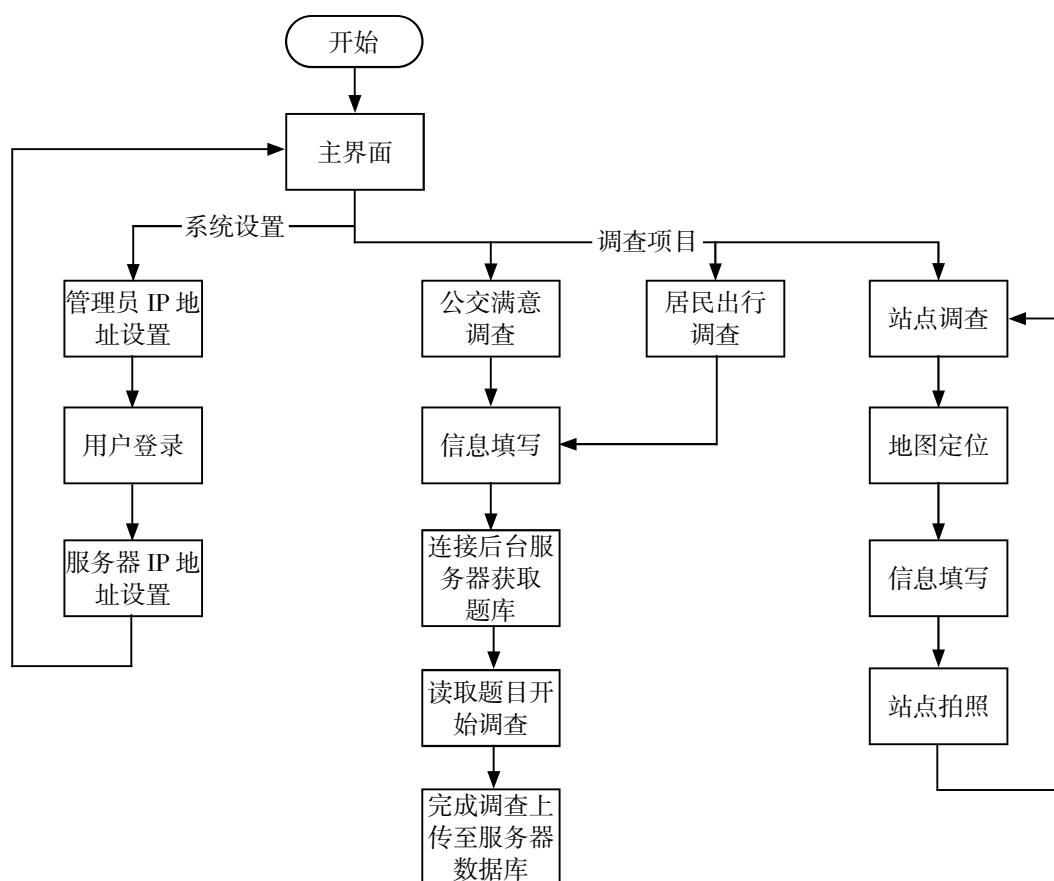 开始
主界面
系统设置
调查项目
管理员 IP 地
址设置
公交满意
调查
居民出行
调查
站点调查
用户登录
信息填写
地图定位
服务器 IP 地
址设置
连接后台服
务器获取
题库
信息填写
读取题目开
始调查
站点拍照
完成调查上
传至服务器
数据库